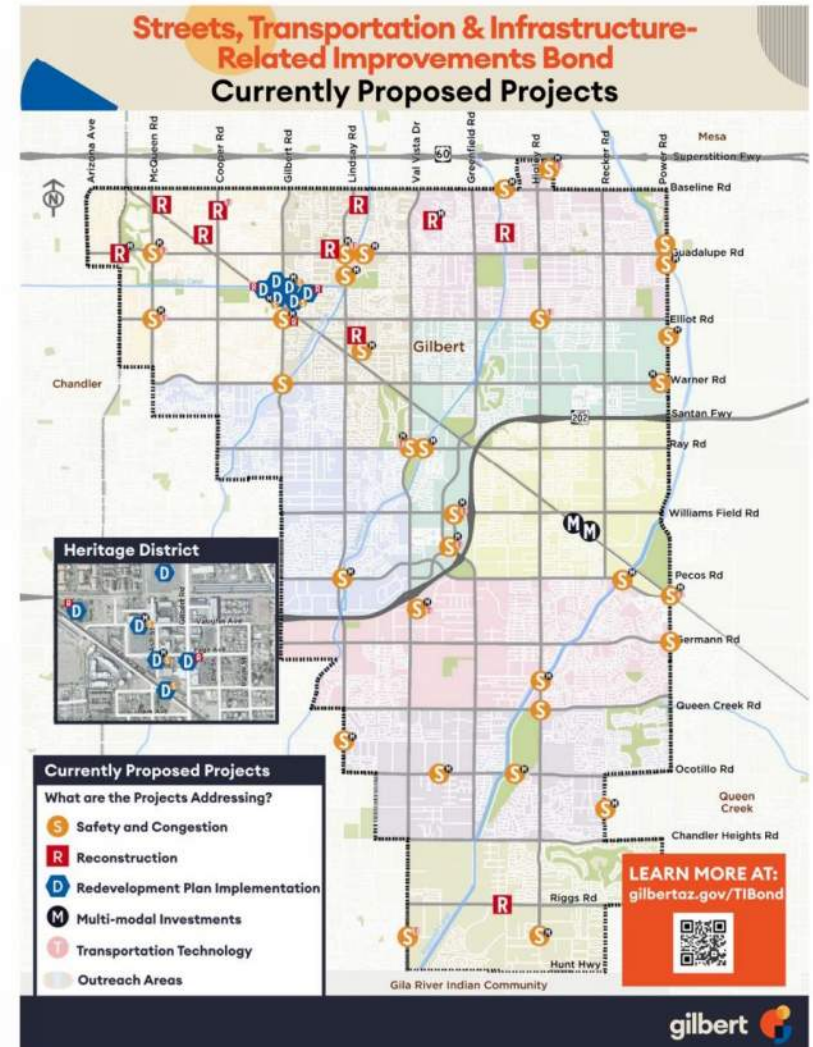 Streets, Transportation & Infrastructure-
Related Improvements Bond
Currently Proposed Projects
Arizona Ave
McQueen Rd
Cooper Rd
Gilbert Rd
Lindsay Rd
Val Vista Dr
Greenfield Rd
Higley Rd
Recker Rd
Power Rd
Mesa
60
Superstition Fwy
N
Baseline Rd
Guadalupe Rd
Elliot Rd
Gilbert
Chandler
Warner Rd
202
Santan Fwy
Ray Rd
Williams Field Rd
Pecos Rd
Germann Rd
Queen Creek Rd
Ocotillo Rd
Queen
Creek
Chandler Heights Rd
Riggs Rd
Hunt Hwy
Gila River Indian Community
Heritage District
Gilbert Rd
Vaughn Ave
Currently Proposed Projects
What are the Projects Addressing?
S Safety and Congestion
R Reconstruction
D Redevelopment Plan Implementation
M Multi-modal Investments
T Transportation Technology
Outreach Areas
LEARN MORE AT:
gilbertaz.gov/TIBond
gilbert